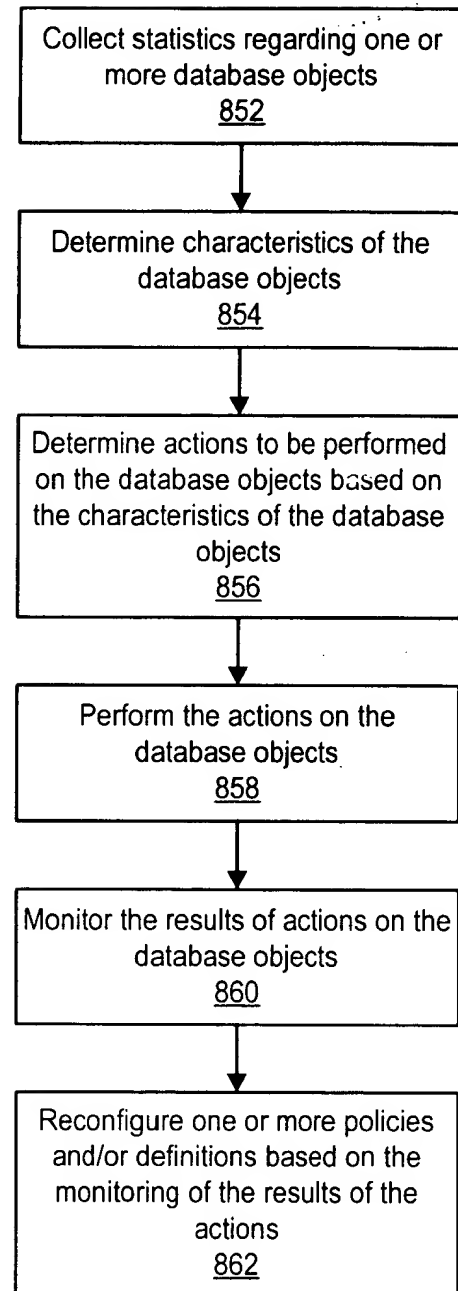 Collect statistics regarding one or
more database objects
852
Determine characteristics of the
database objects
854
Determine actions to be performed
on the database objects based on
the characteristics of the database
objects
856
Perform the actions on the
database objects
858
Monitor the results of actions on the
database objects
860
Reconfigure one or more policies
and/or definitions based on the
monitoring of the results of the
actions
862